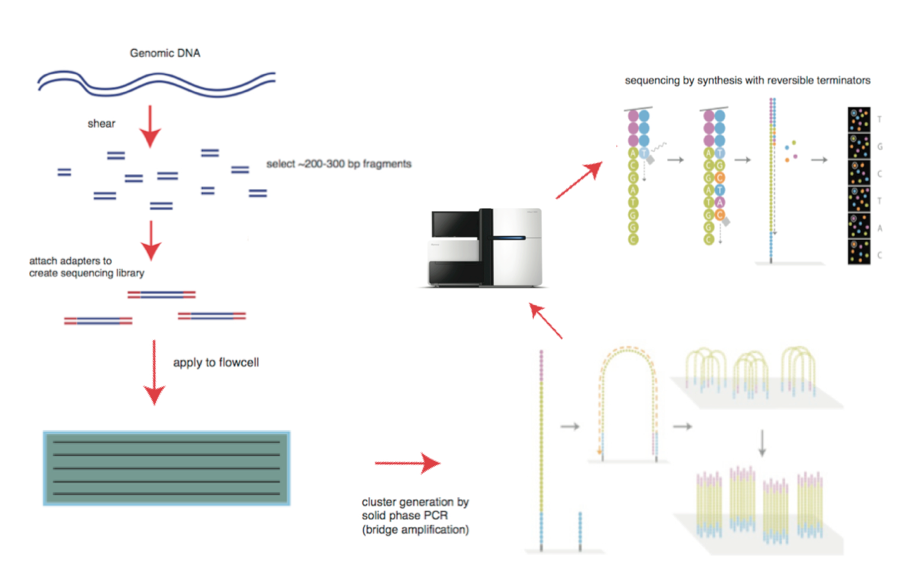 Genomic DNA
shear
select ~200-300 bp fragments
attach adapters to
create sequencing library
apply to flowcell
cluster generation by
solid phase PCR
(bridge amplification)
sequencing by synthesis with reversible terminators
A T
C
G
A
T
G
G
C
A T
C G
G C
A T
T A
G C
G
C
T
G
C
T
A
C